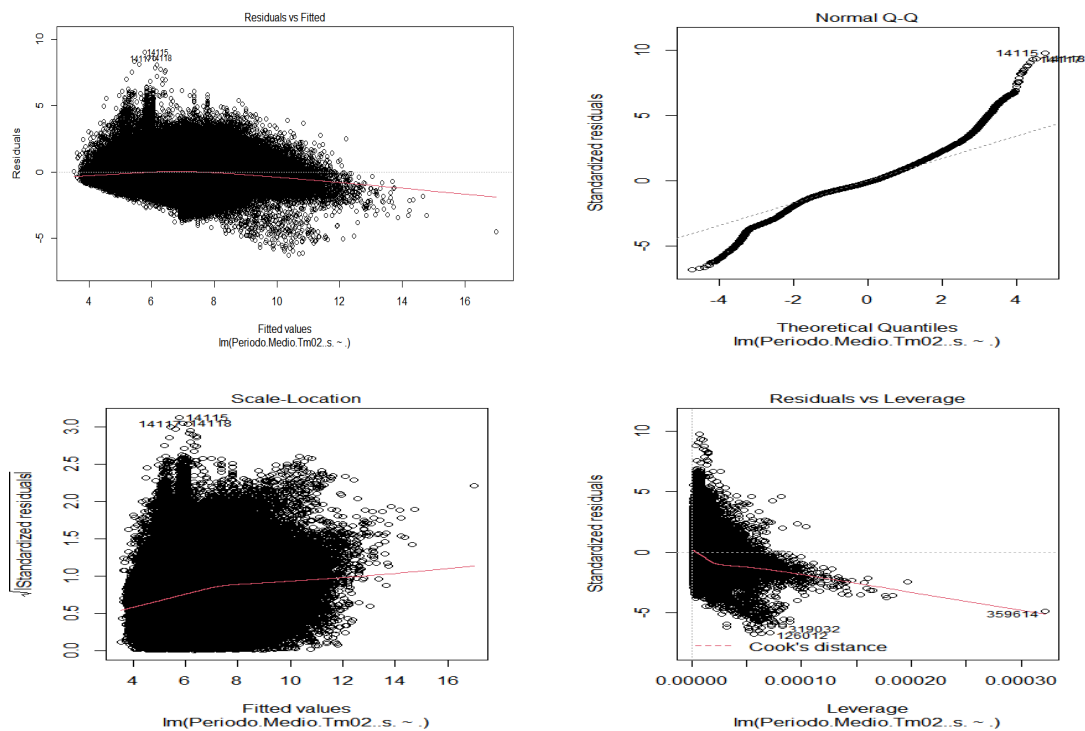 Residuals vs Fitted
Residuals
10
5
0
-5
14115
14118
4 6 8 10 12 14 16
Fitted values
lm(Periodo.Medio.Tm02..s. ~ .)
Normal Q-Q
Standardized residuals
10
5
0
-5
14115
-4 -2 0 2 4
Theoretical Quantiles
lm(Periodo.Medio.Tm02..s. ~ .)
Scale-Location
√|Standardized residuals|
3.0
2.5
2.0
1.5
1.0
0.5
0.0
14115
14117 14118
4 6 8 10 12 14 16
Fitted values
lm(Periodo.Medio.Tm02..s. ~ .)
Residuals vs Leverage
Standardized residuals
10
5
0
-5
359614
319032
126012
Cook's distance
0.00000 0.00010 0.00020 0.00030
Leverage
lm(Periodo.Medio.Tm02..s. ~ .)